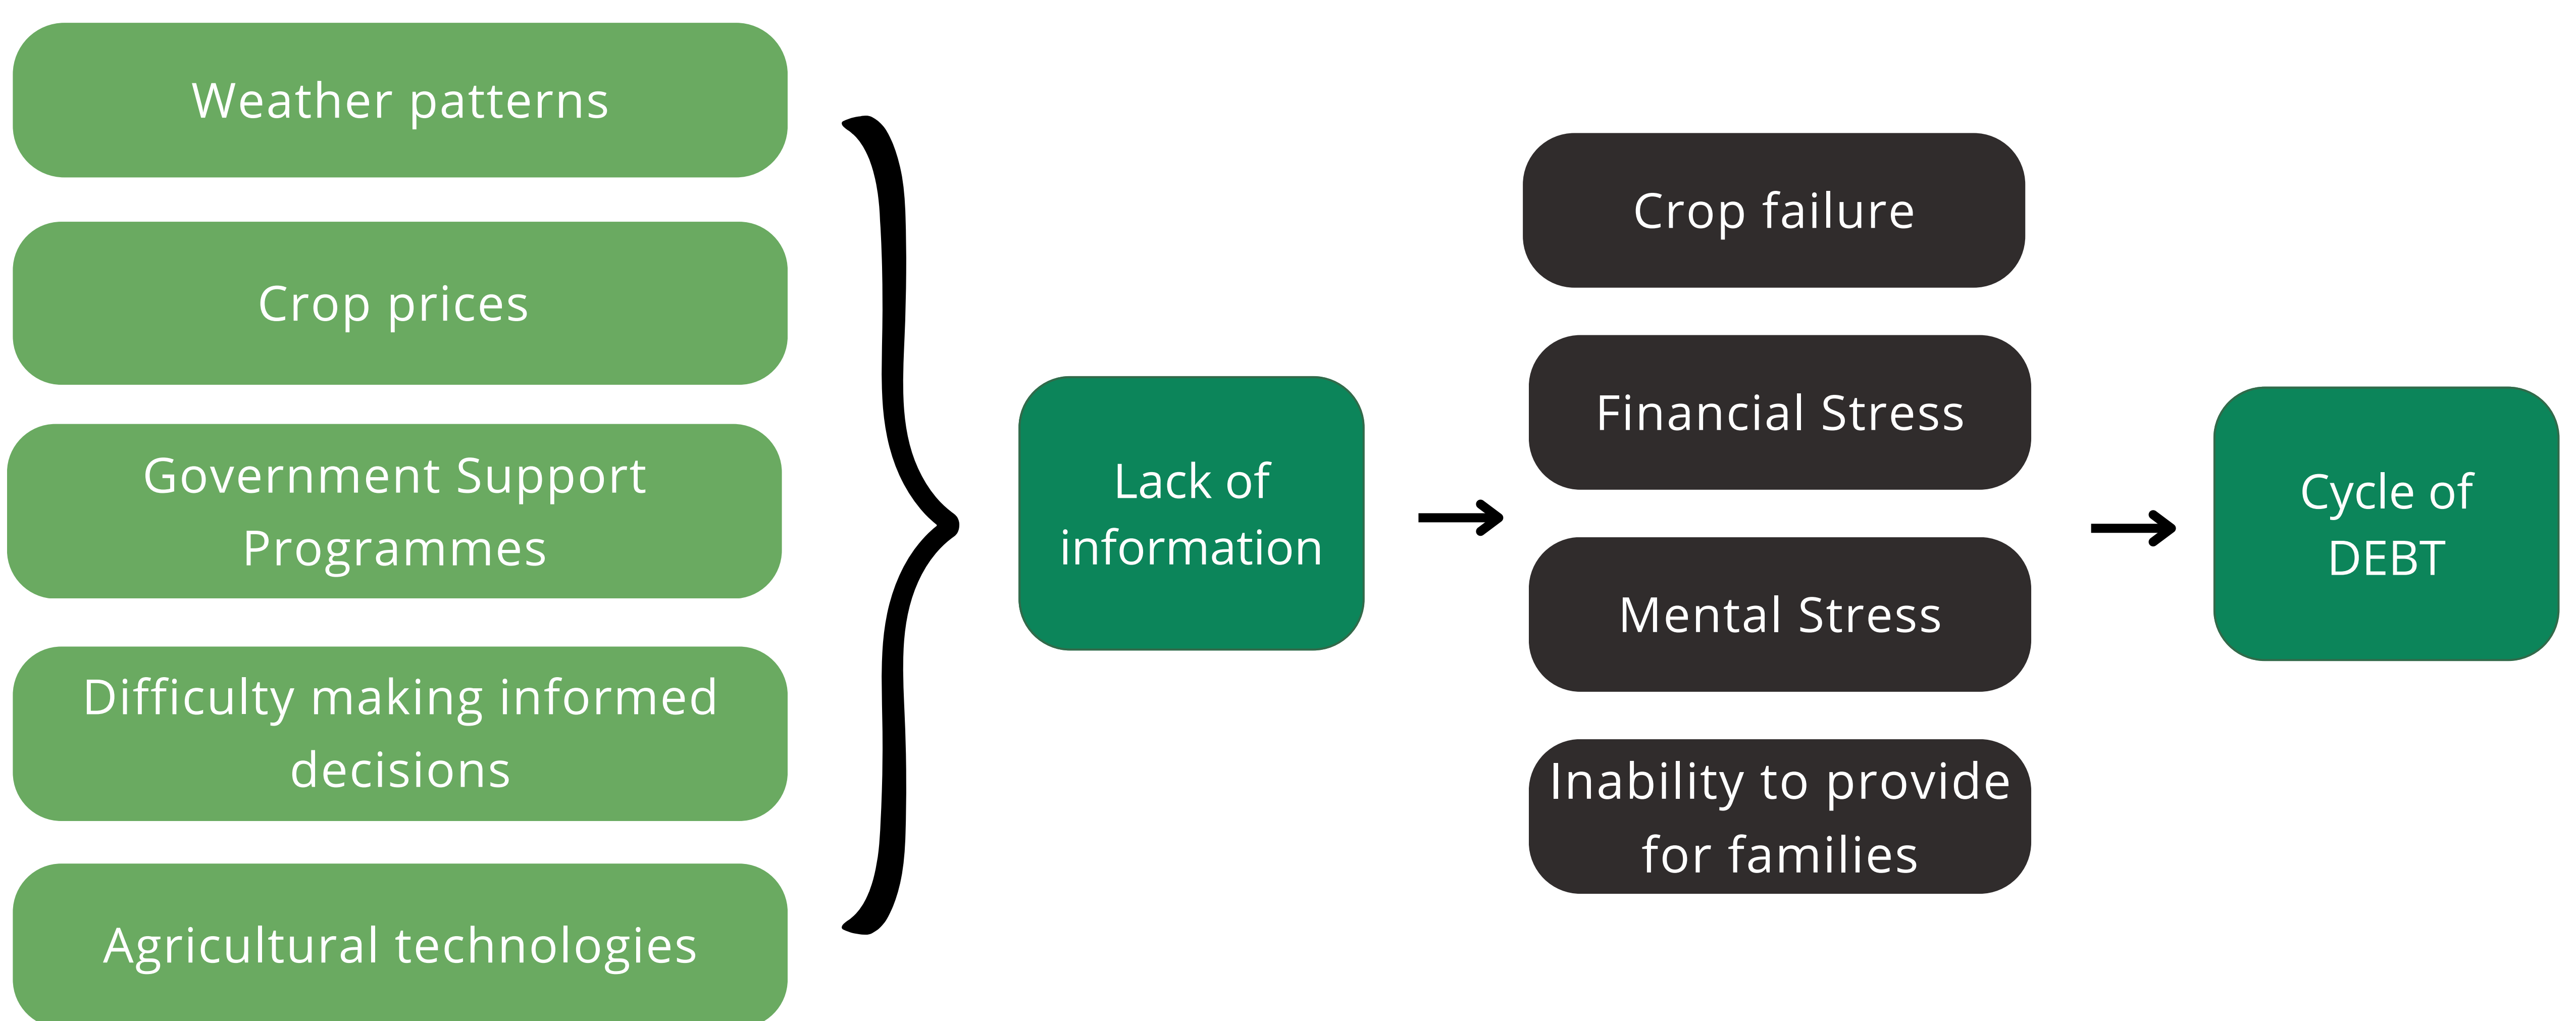 Weather patterns
Crop prices
Government Support
Programmes
Difficulty making informed
decisions
Agricultural technologies
Lack of
information
Crop failure
Financial Stress
Mental Stress
Inability to provide
for families
Cycle of
DEBT